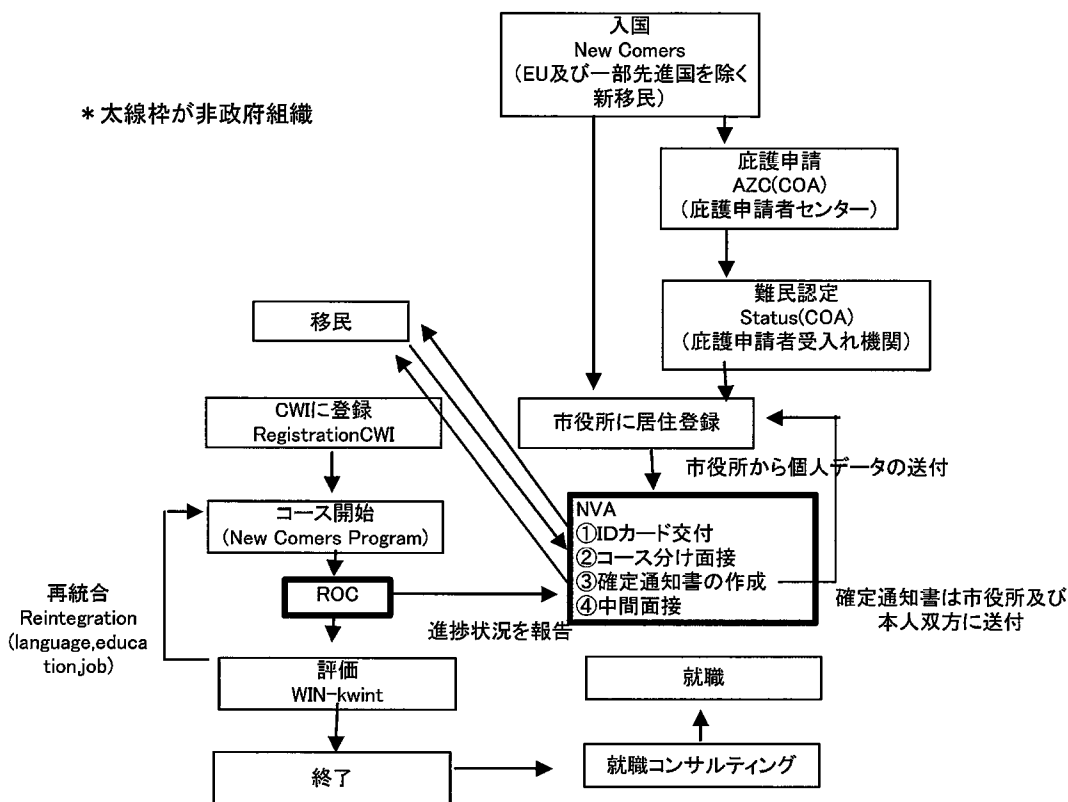 入国
New Comers
(EU及び一部先進国を除く
新移民)
＊太線枠が非政府組織
庇護申請
AZC(COA)
(庇護申請者センター)
難民認定
Status(COA)
(庇護申請者受入れ機関)
移民
CWIに登録
RegistrationCWI
市役所に居住登録
市役所から個人データの送付
コース開始
(New Comers Program)
NVA
①IDカード交付
②コース分け面接
③確定通知書の作成
④中間面接
ROC
再統合
Reintegration
(language,educa
tion,job)
進捗状況を報告
確定通知書は市役所及び
本人双方に送付
評価
WIN-kwint
就職
終了
就職コンサルティング